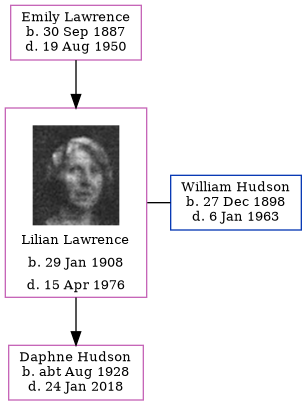 Emily Lawrence
b. 30 Sep 1887
d. 19 Aug 1950
Lilian Lawrence
b. 29 Jan 1908
d. 15 Apr 1976
William Hudson
b. 27 Dec 1898
d. 6 Jan 1963
Daphne Hudson
b. abt Aug 1928
d. 24 Jan 2018